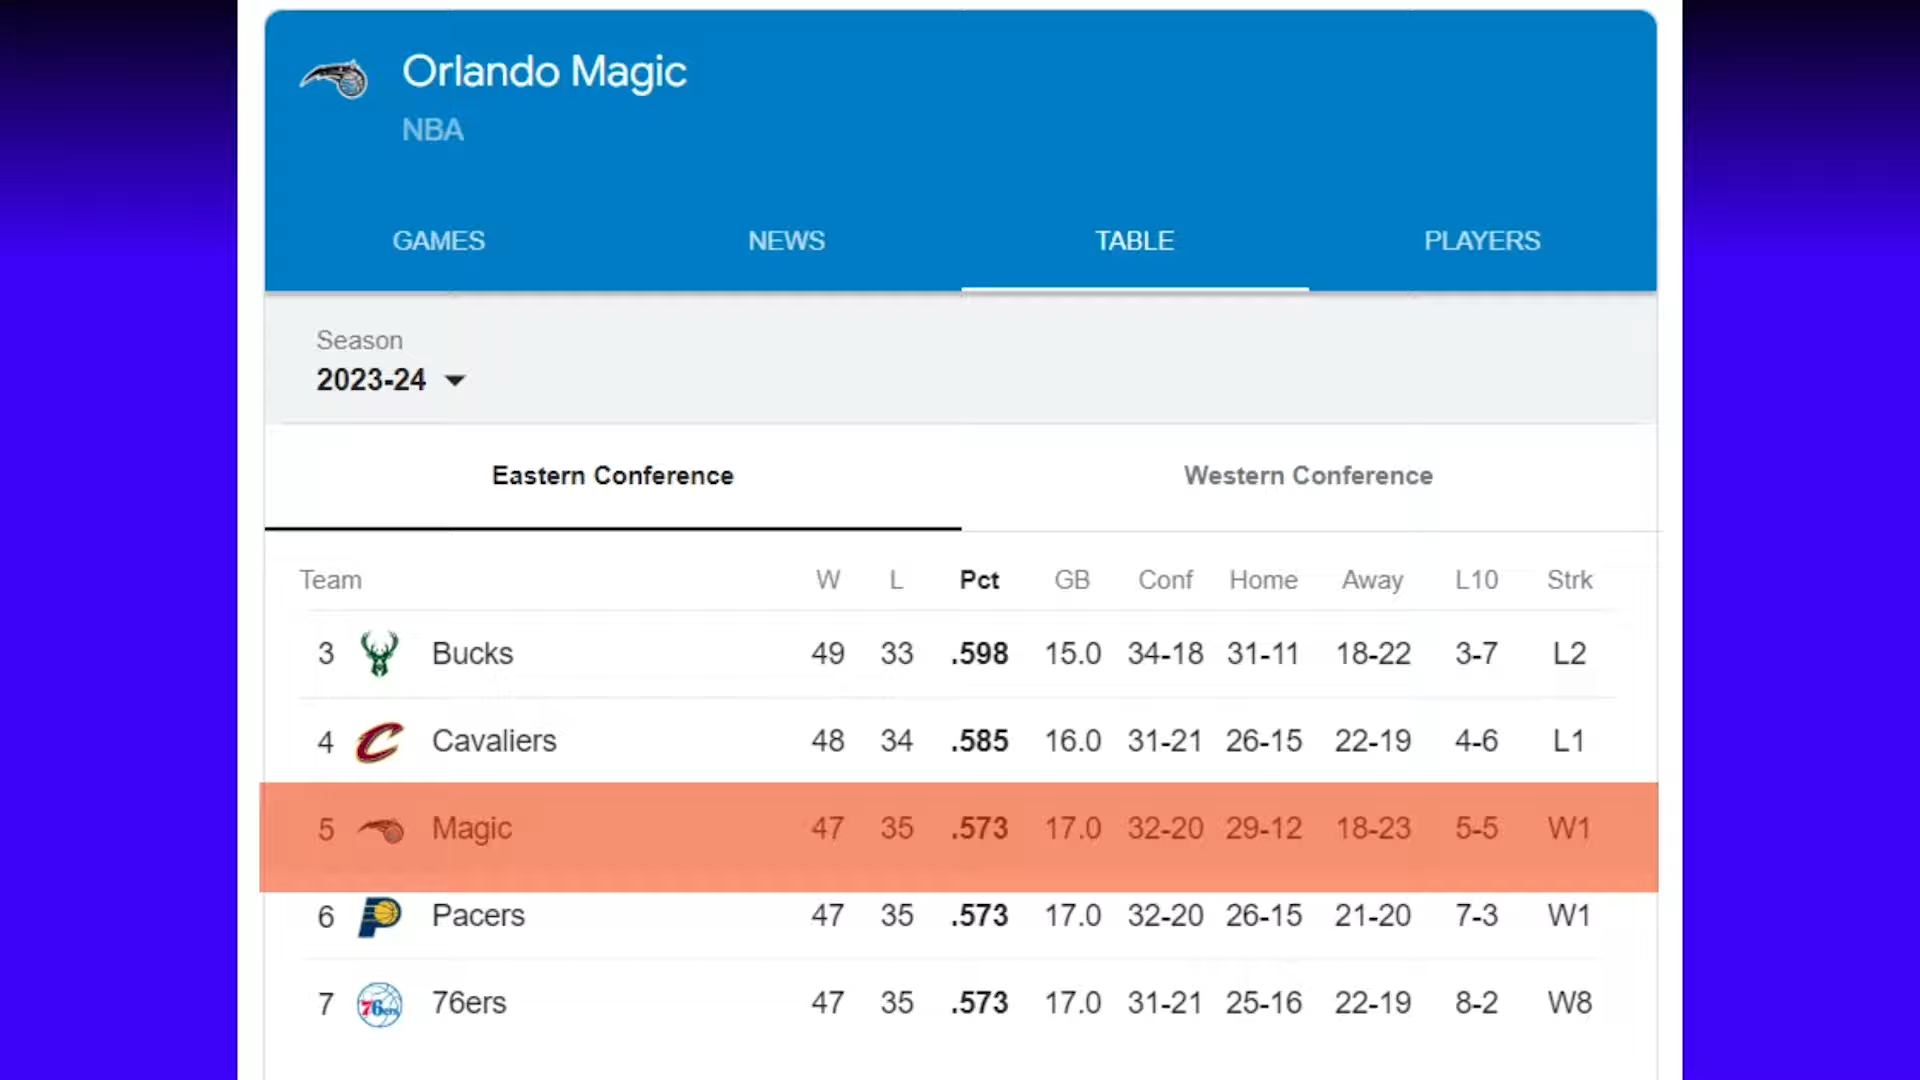 Orlando Magic
NBA
GAMES NEWS TABLE PLAYERS
Season
2023-24
Eastern Conference Western Conference
Team W L Pct GB Conf Home Away L10 Strk
3 Bucks 49 33 .598 15.0 34-18 31-11 18-22 3-7 L2
4 Cavaliers 48 34 .585 16.0 31-21 26-15 22-19 4-6 L1
5 Magic 47 35 .573 17.0 32-20 29-12 18-23 5-5 W1
6 Pacers 47 35 .573 17.0 32-20 26-15 21-20 7-3 W1
7 76ers 76ers 47 35 .573 17.0 31-21 25-16 22-19 8-2 W8